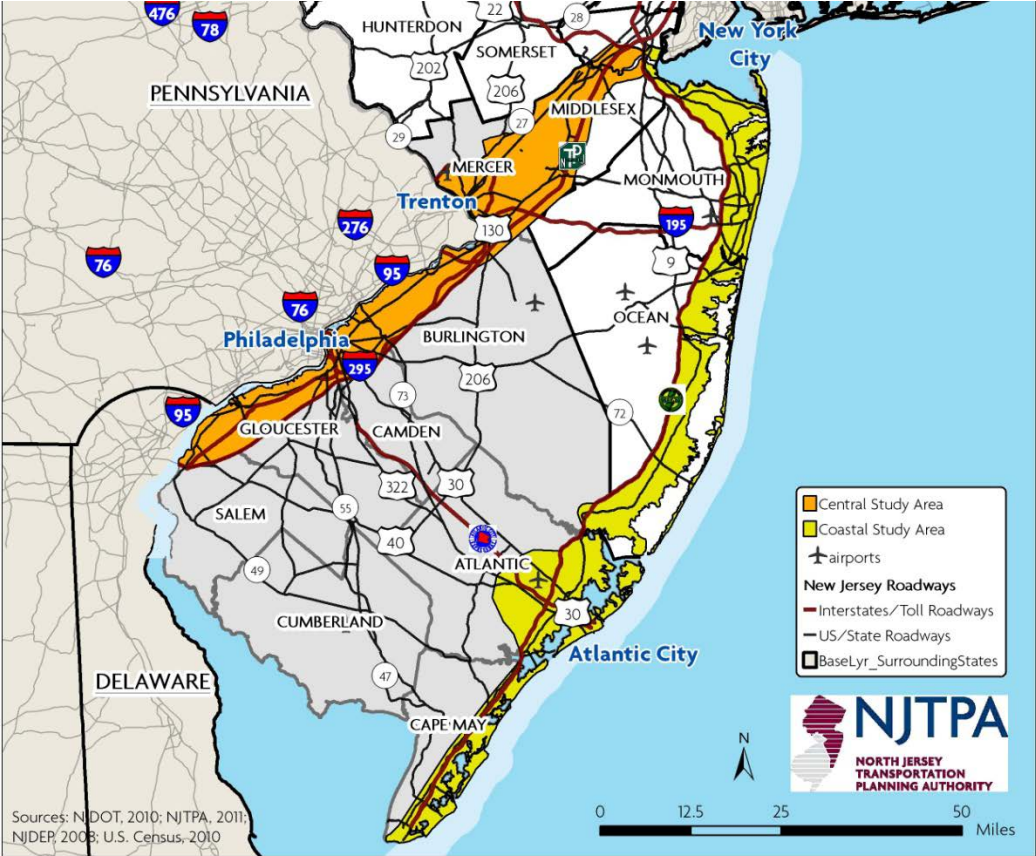 476
78
HUNTERDON
22
28
New York
City
SOMERSET
202
206
PENNSYLVANIA
MIDDLESEX
29
27
TP
MERCER
MONMOUTH
Trenton
276
130
195
76
95
9
76
OCEAN
Philadelphia
BURLINGTON
295
206
95
73
72
GLOUCESTER
CAMDEN
322
30
SALEM
55
40
ATLANTIC
49
30
CUMBERLAND
Atlantic City
DELAWARE
47
CAPE MAY
Central Study Area
Coastal Study Area
airports
New Jersey Roadways
Interstates/Toll Roadways
US/State Roadways
BaseLyr_SurroundingStates
NJTPA
NORTH JERSEY
TRANSPORTATION
PLANNING AUTHORITY
N
0 12.5 25 50
Miles
Sources: NJDOT, 2010; NJTPA, 2011;
NJDEP, 2008; U.S. Census, 2010